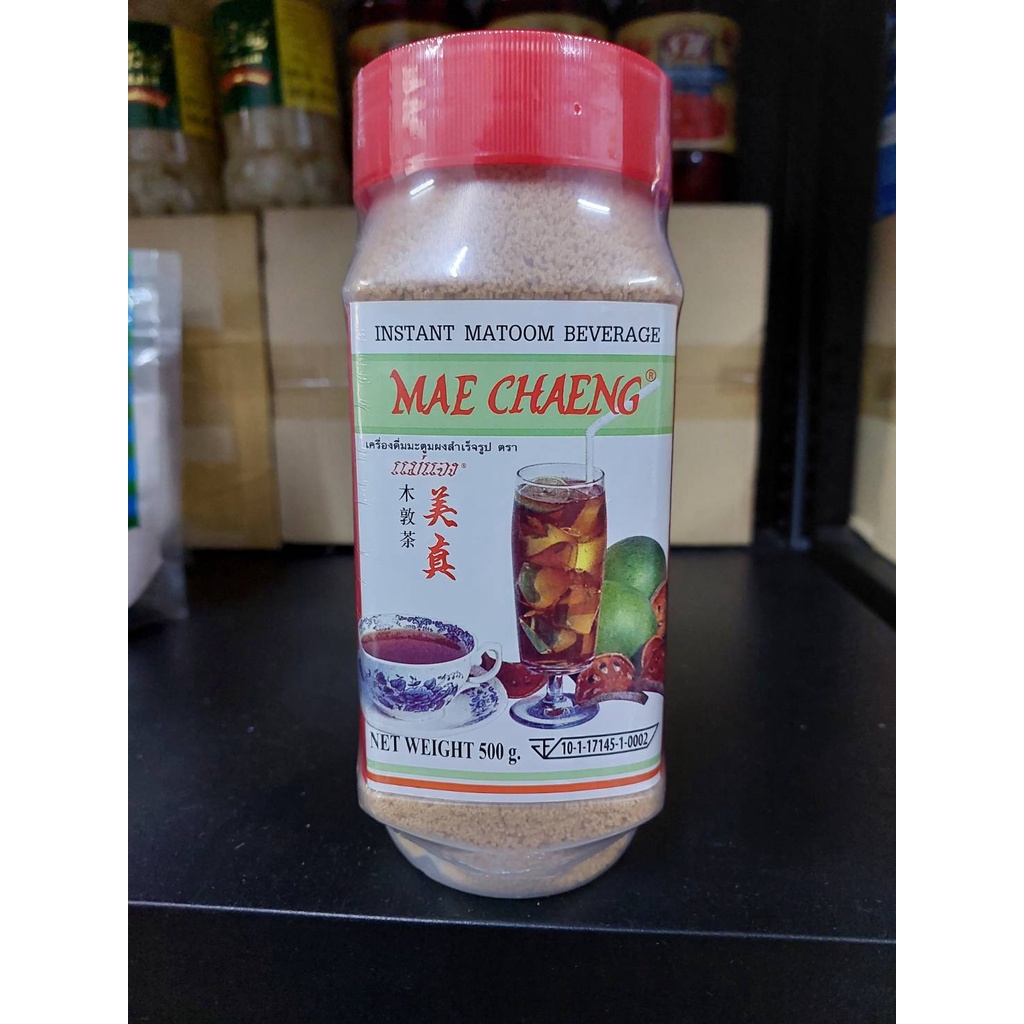 INSTANT MATOOM BEVERAGE
MAE CHAENG®
เครื่องดื่มมะตูมผงสำเร็จรูป ตรา
แม่แจง®
木敦茶
美真
NET WEIGHT 500 g.
10-1-17145-1-0002